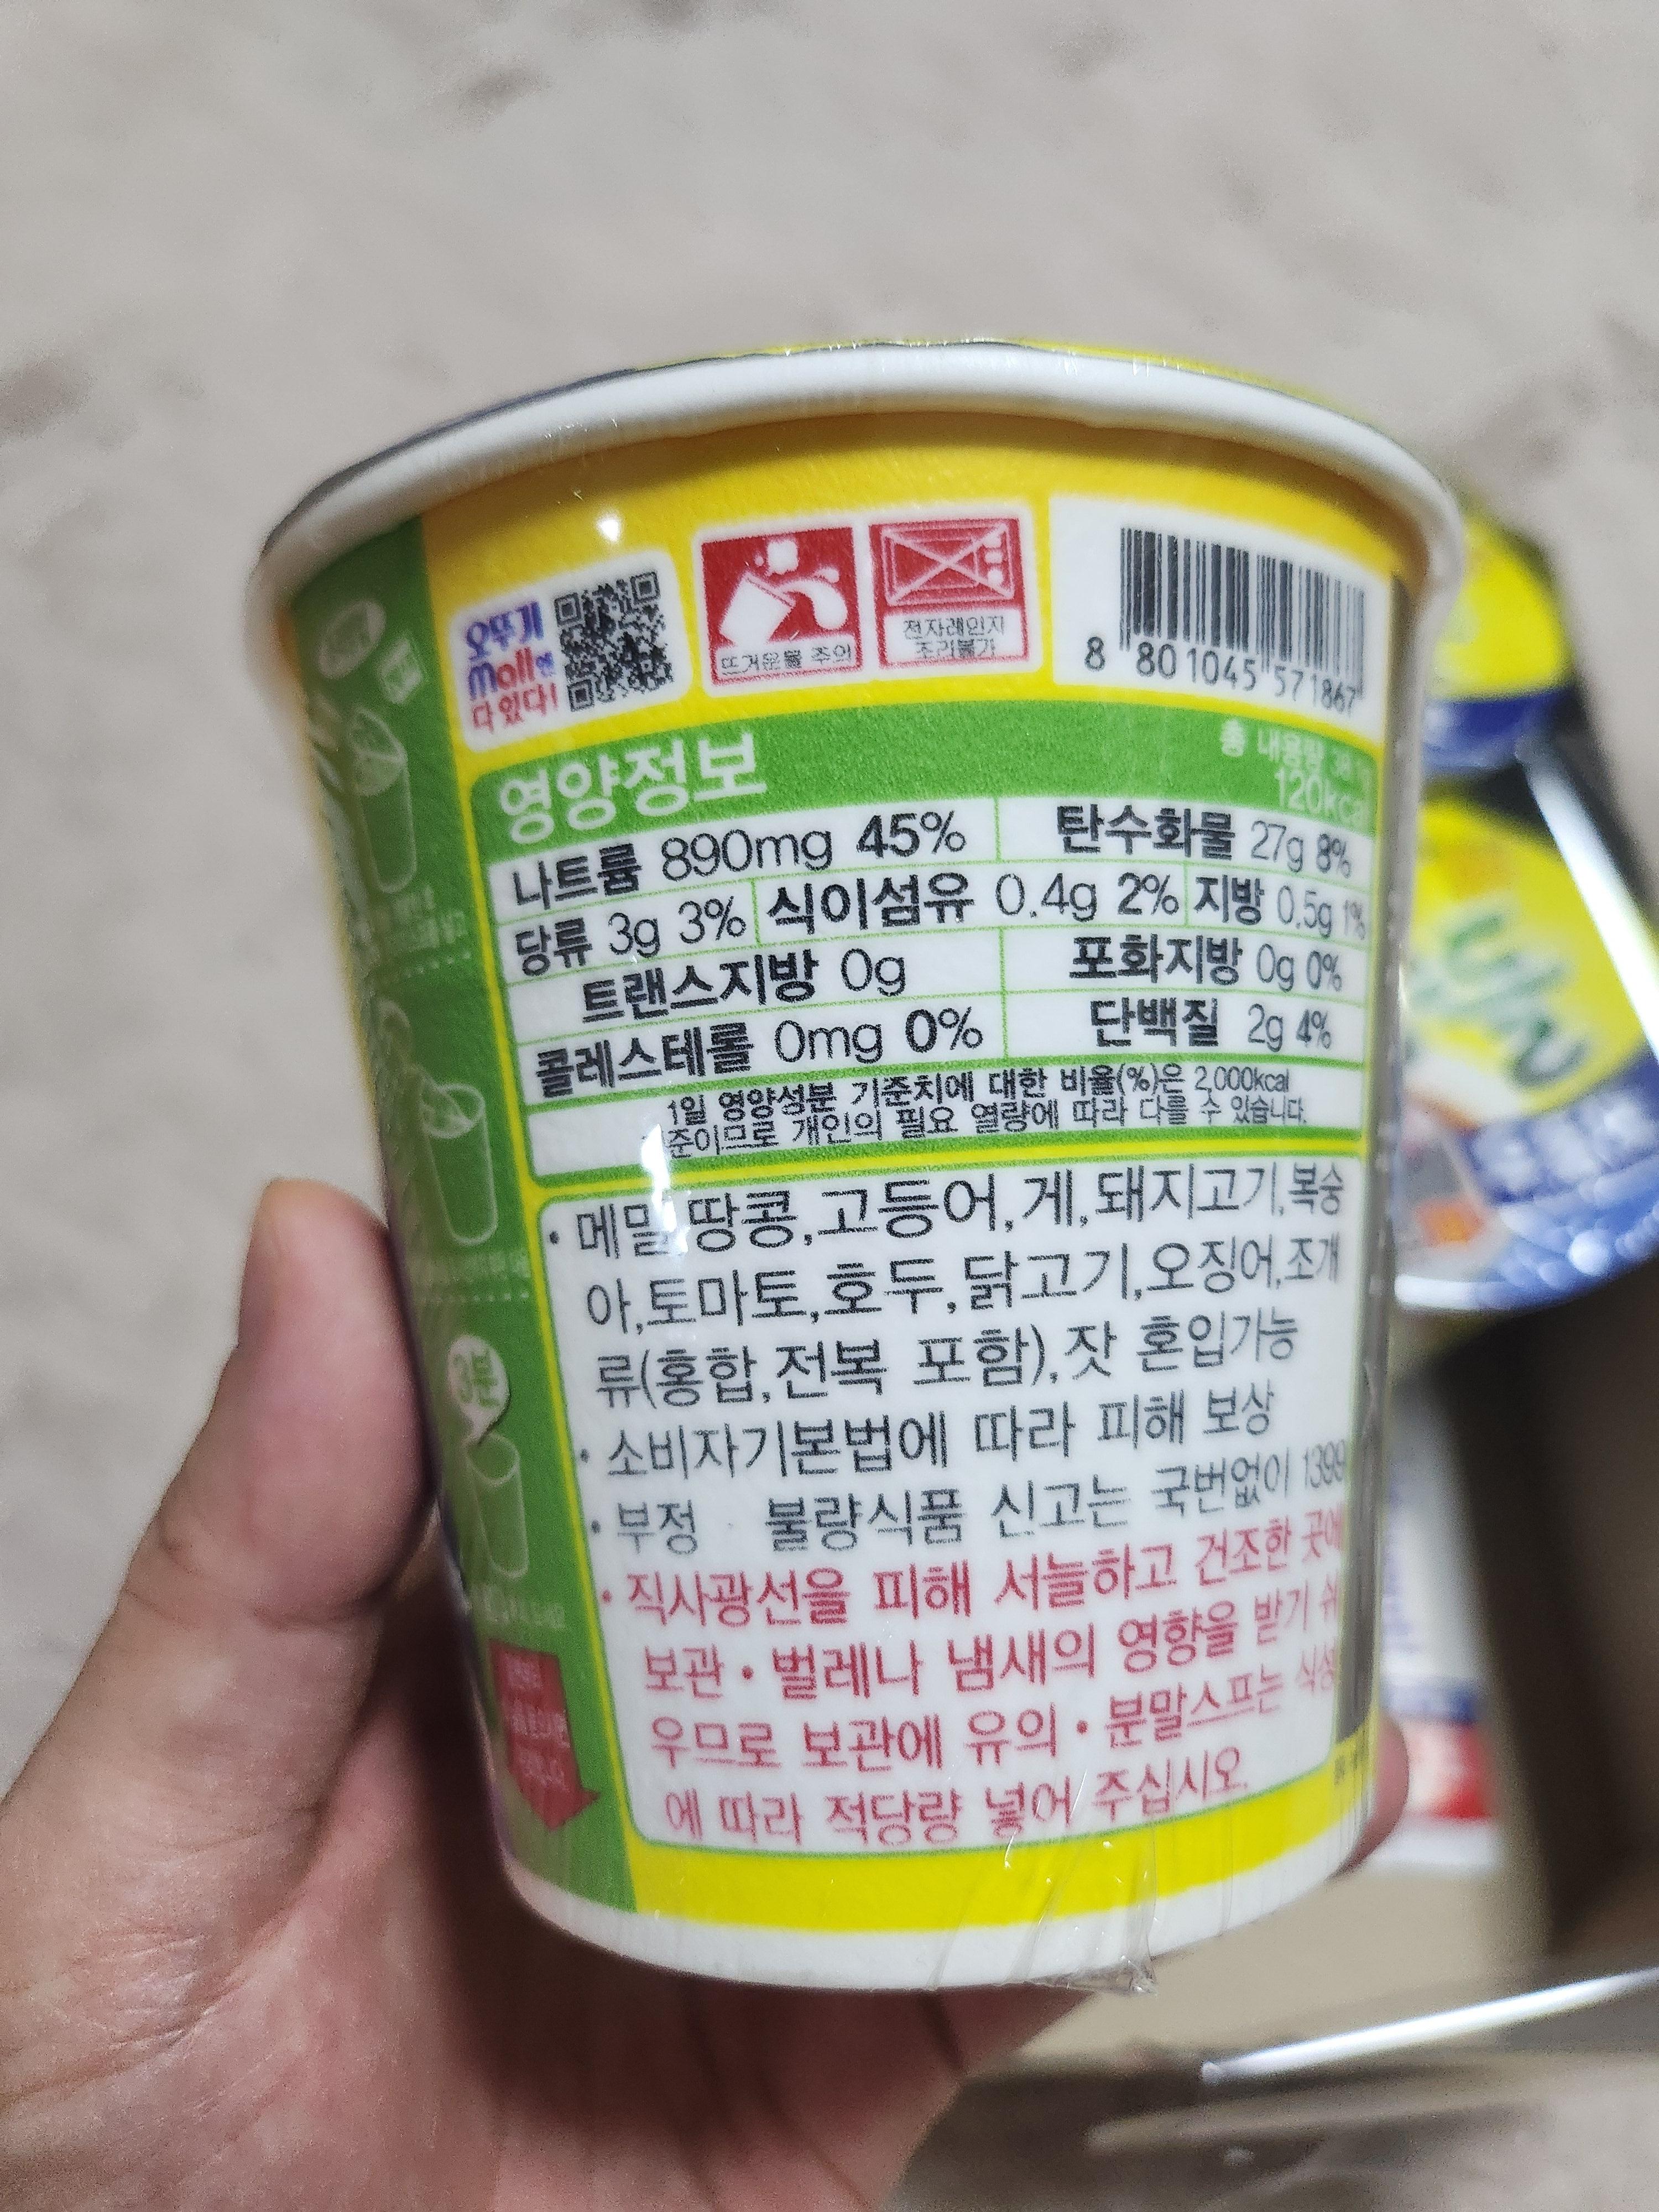 오뚜기
mall에
다 있다!
뜨거운물 주의
전자레인지
조리불가
8 801045 571867
영양정보
총 내용량
120kcal
나트륨 890mg 45% 탄수화물 27g 8%
당류 3g 3% 식이섬유 0.4g 2% 지방 0.5g 1%
트랜스지방 0g 포화지방 0g 0%
콜레스테롤 0mg 0% 단백질 2g 4%
1일 영양성분 기준치에 대한 비율(%)은 2,000kcal
준이므로 개인의 필요 열량에 따라 다를 수 있습니다.
• 메밀, 땅콩, 고등어, 게, 돼지고기, 복숭
아, 토마토, 호두, 닭고기, 오징어, 조개
류(홍합, 전복 포함), 잣 혼입가능
• 소비자기본법에 따라 피해 보상
• 부정 · 불량식품 신고는 국번없이 1399
• 직사광선을 피해 서늘하고 건조한 곳에
보관 • 벌레나 냄새의 영향을 받기 쉬
우므로 보관에 유의 • 분말스프는 식성
에 따라 적당량 넣어 주십시오.
3분